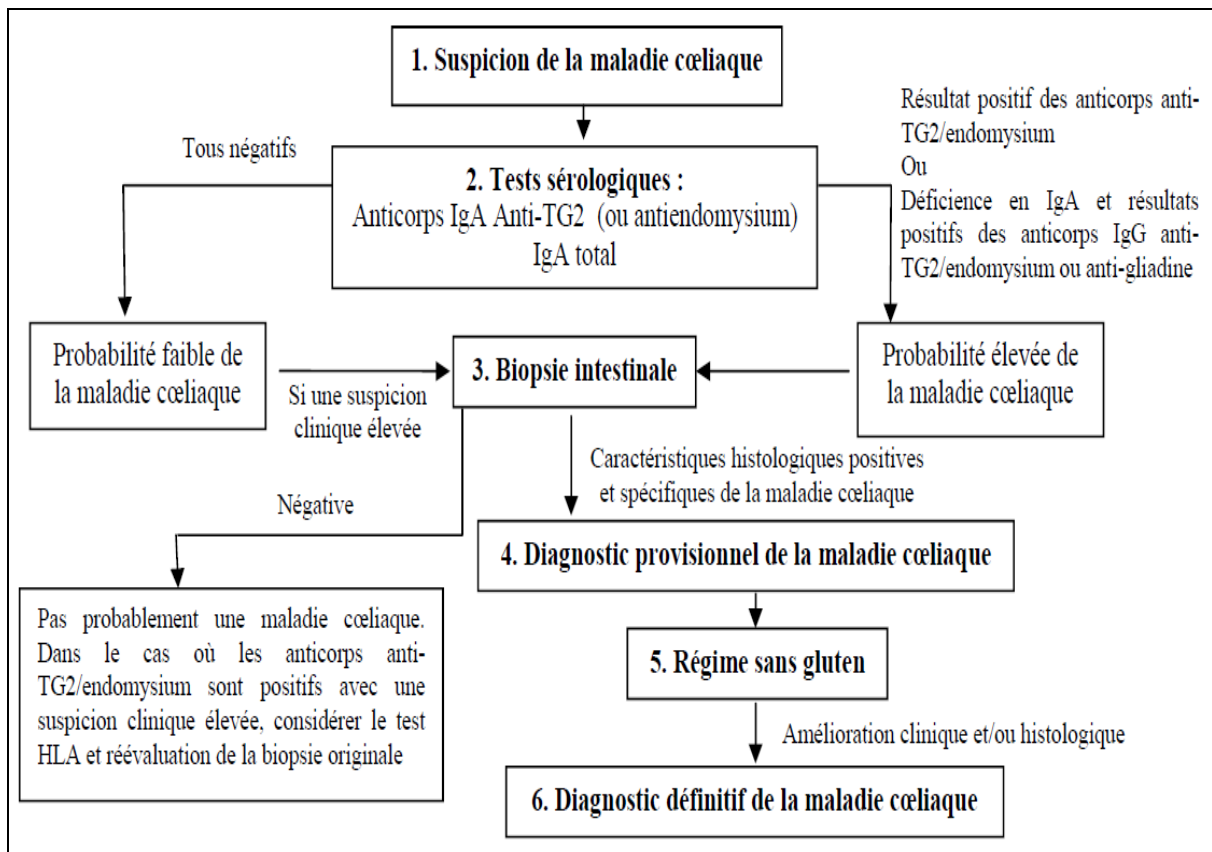 1. Suspicion de la maladie cœliaque
Tous négatifs
Résultat positif des anticorps anti-
TG2/endomysium
Ou
Déficience en IgA et résultats
positifs des anticorps IgG anti-
TG2/endomysium ou anti-gliadine
2. Tests sérologiques :
Anticorps IgA Anti-TG2 (ou antiendomysium)
IgA total
Probabilité faible de
la maladie cœliaque
Si une suspicion
clinique élevée
3. Biopsie intestinale
Probabilité élevée de
la maladie cœliaque
Caractéristiques histologiques positives
et spécifiques de la maladie cœliaque
Négative
4. Diagnostic provisionnel de la maladie cœliaque
Pas probablement une maladie cœliaque.
Dans le cas où les anticorps anti-
TG2/endomysium sont positifs avec une
suspicion clinique élevée, considérer le test
HLA et réévaluation de la biopsie originale
5. Régime sans gluten
Amélioration clinique et/ou histologique
6. Diagnostic définitif de la maladie cœliaque